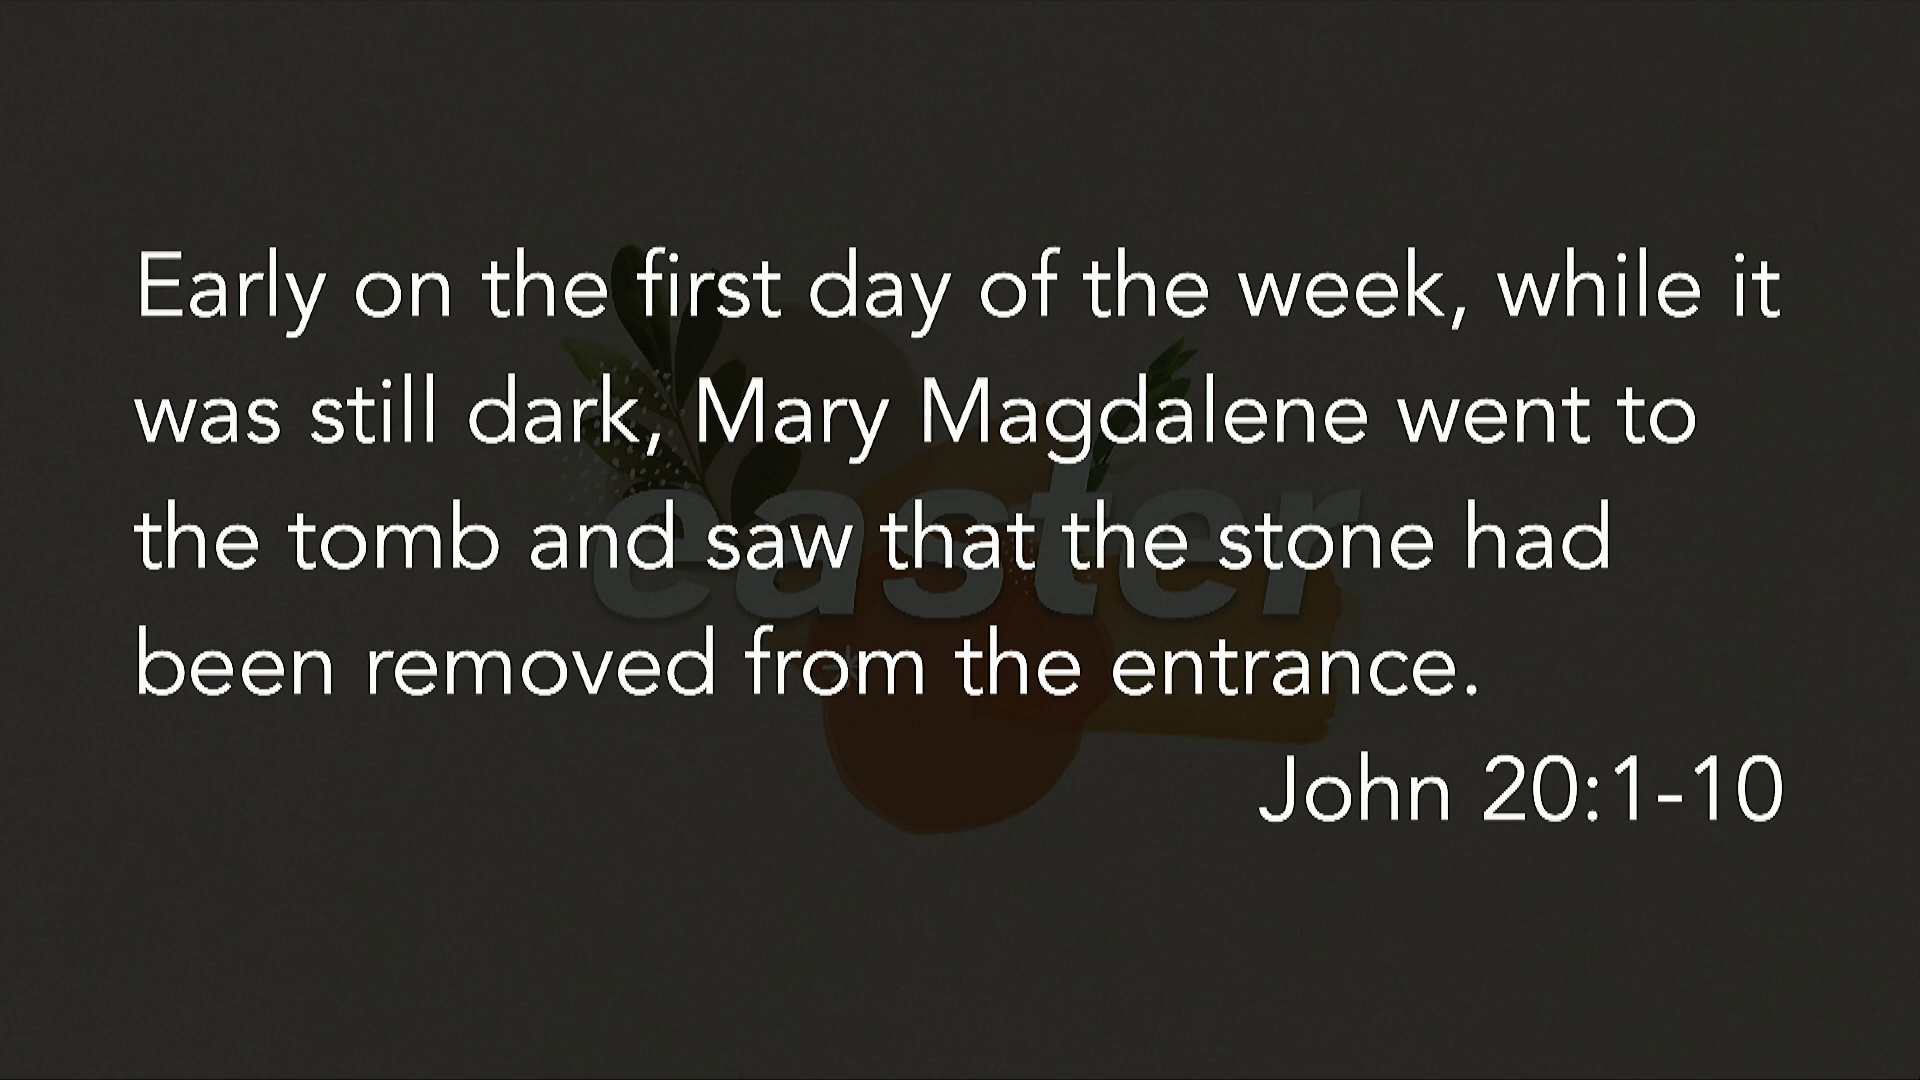 Early on the first day of the week, while it
was still dark, Mary Magdalene went to
the tomb and saw that the stone had
been removed from the entrance.
John 20:1-10
easter